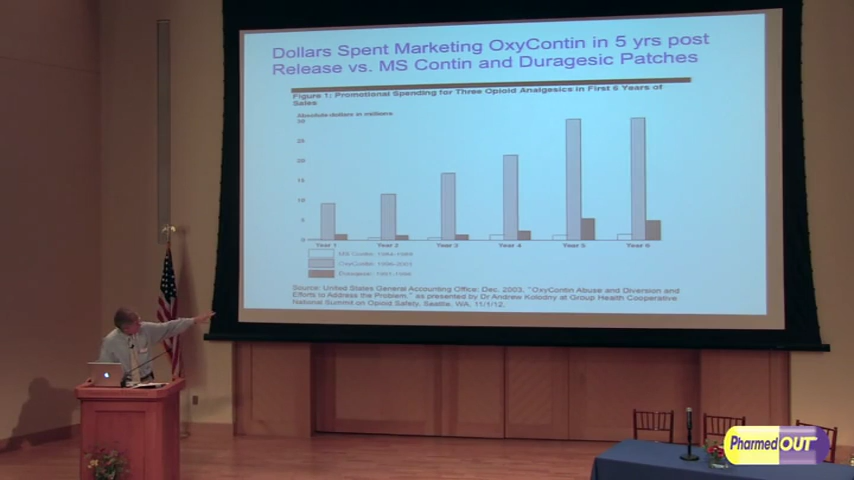 Dollars Spent Marketing OxyContin in 5 yrs post
Release vs. MS Contin and Duragesic Patches
Figure 1: Promotional Spending for Three Opioid Analgesics in First 6 Years of
Sales
Absolute dollars in millions
30
25
20
15
10
5
0
Year 1 Year 2 Year 3 Year 4 Year 5 Year 6
MS Contin:
OxyContin: 1996-2001
Duragesic: 1991-1996
Source: United States General Accounting Office: Dec. 2003, "OxyContin Abuse and Diversion and
Efforts to Address the Problem," as presented by Dr Andrew Kolodny at Group Health Cooperative
National Summit on Opioid Safety. Seattle, WA. 11/1/12.
PharmedOUT